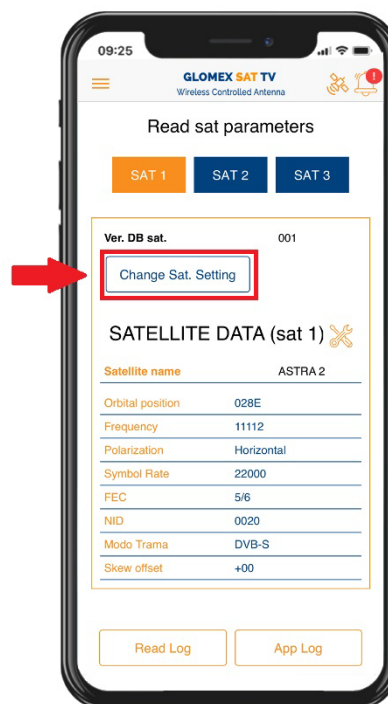 09:25
GLOMEX SAT TV
Wireless Controlled Antenna
!
Read sat parameters
SAT 1 SAT 2 SAT 3
Ver. DB sat. 001
Change Sat. Setting
SATELLITE DATA (sat 1)
Satellite name ASTRA 2
Orbital position 028E
Frequency 11112
Polarization Horizontal
Symbol Rate 22000
FEC 5/6
NID 0020
Modo Trama DVB-S
Skew offset +00
Read Log App Log